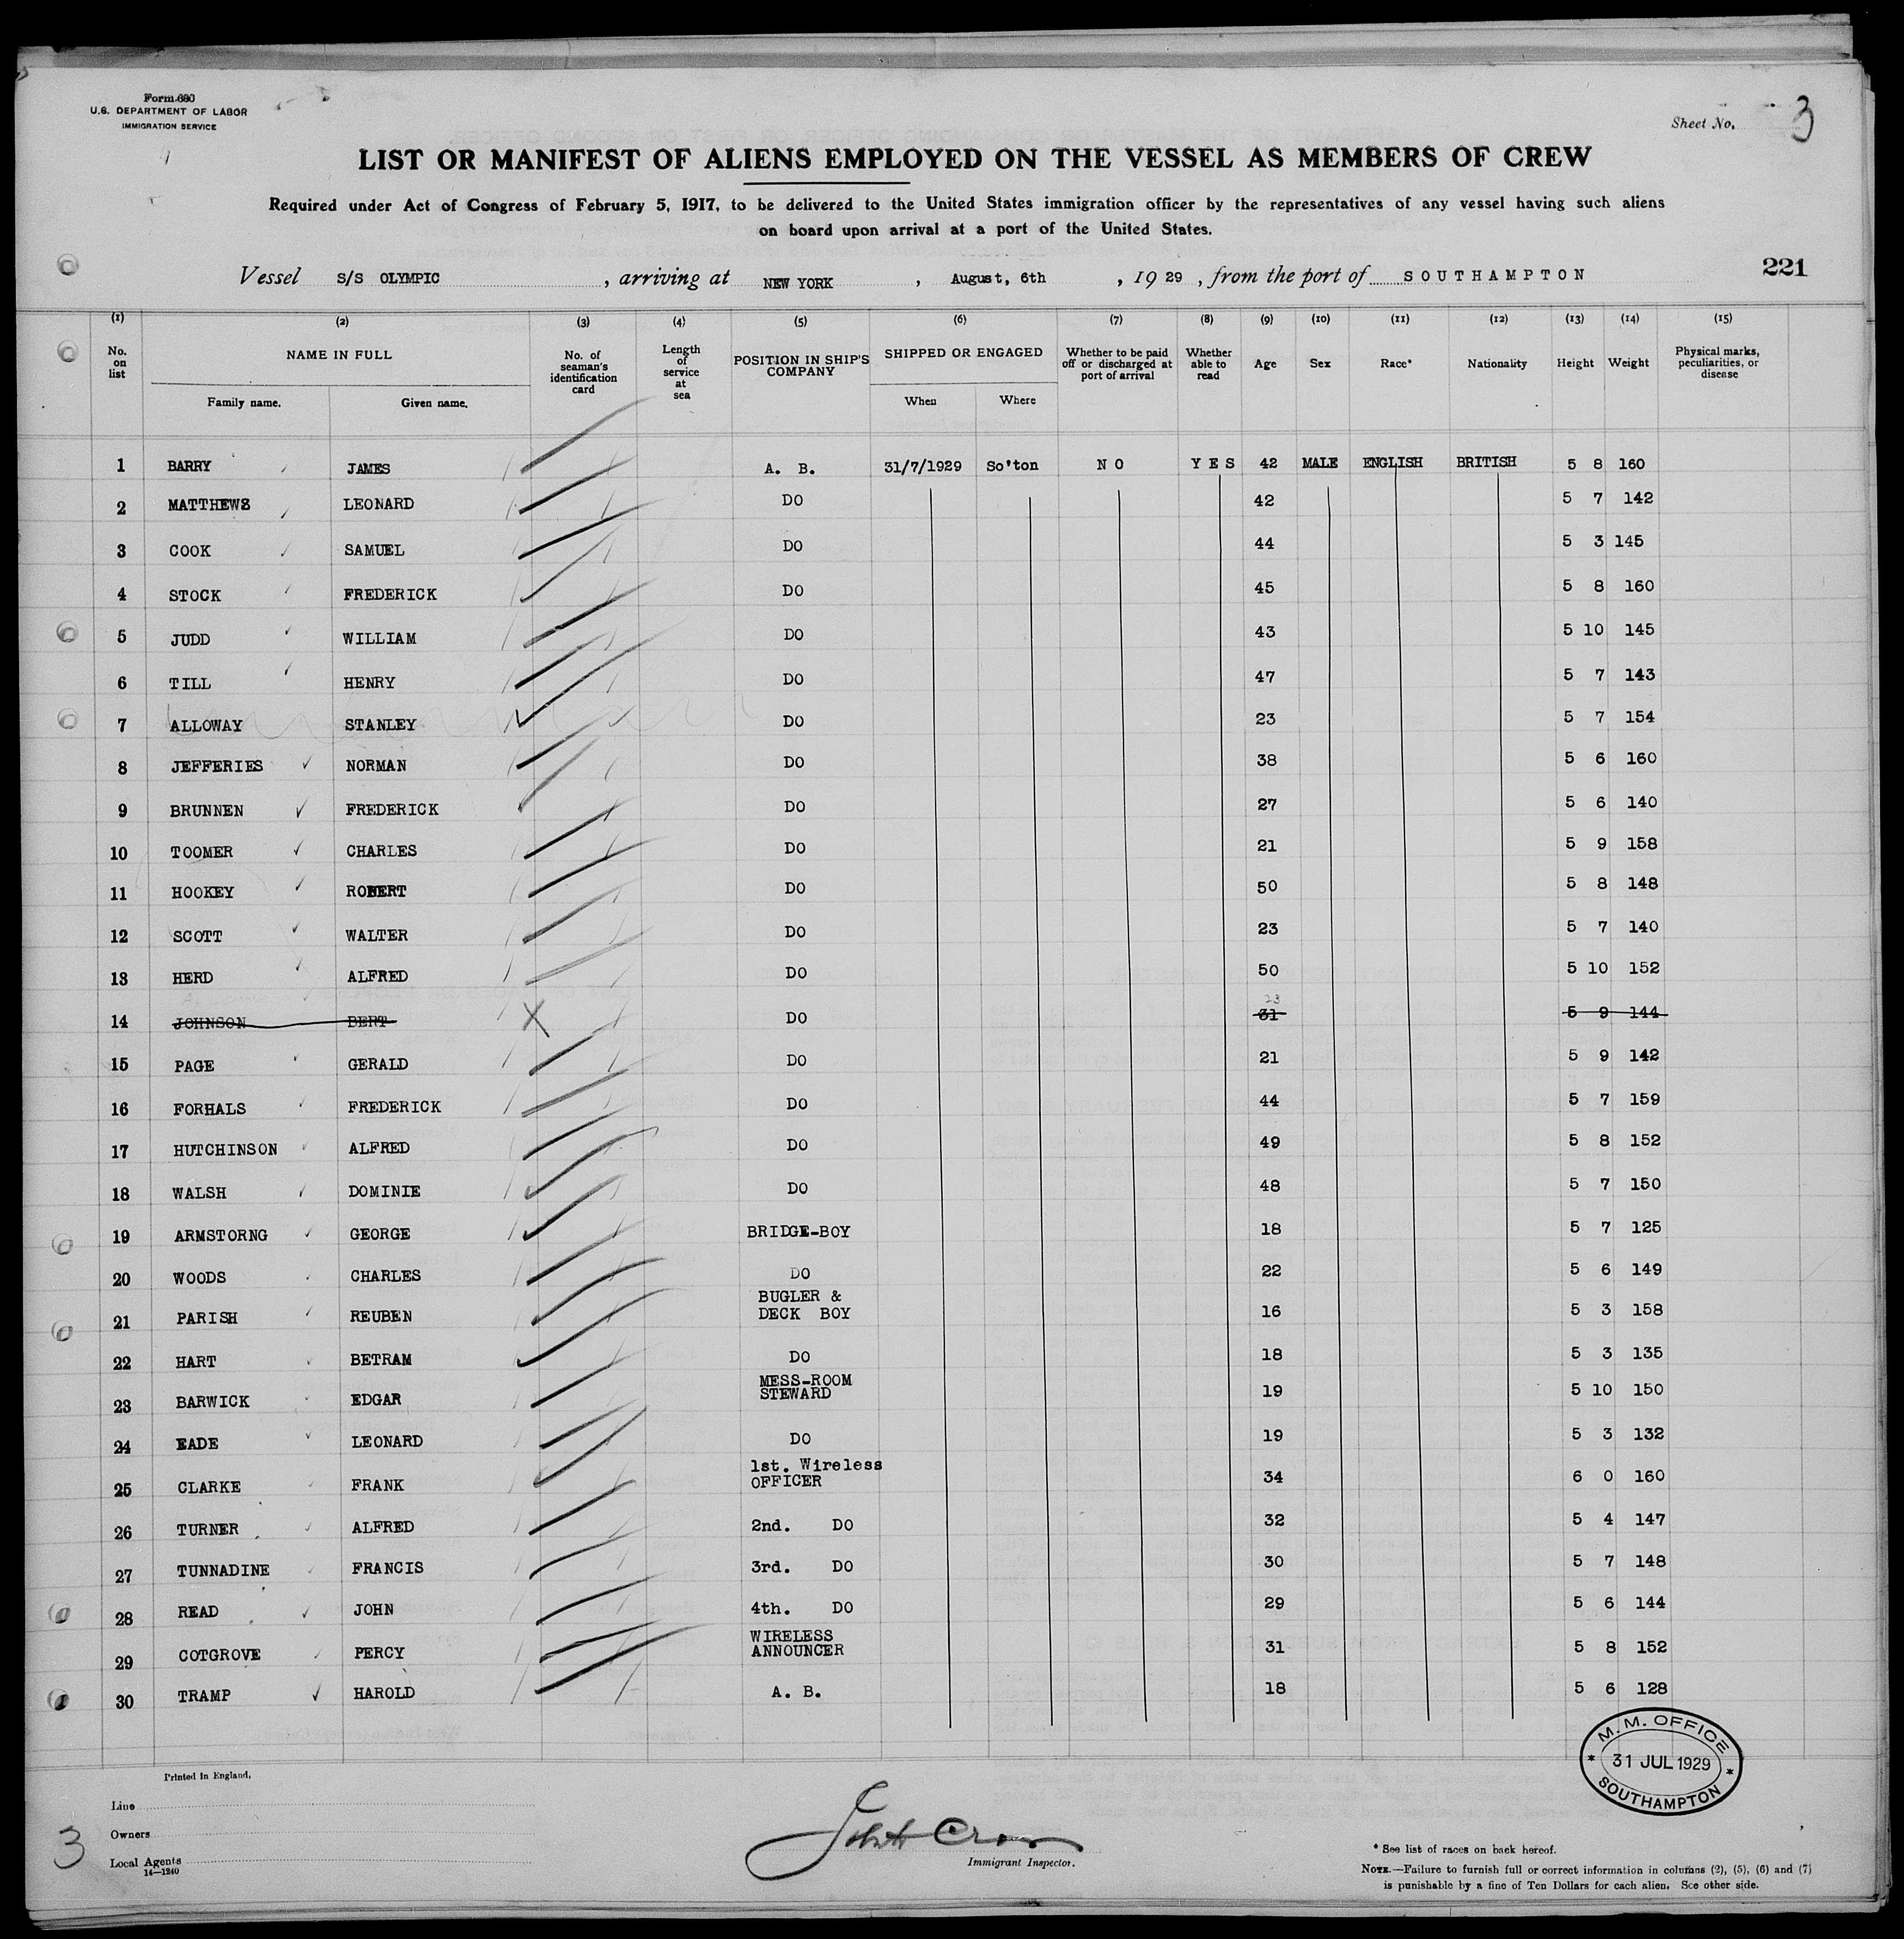 Form 680
U.S. DEPARTMENT OF LABOR
IMMIGRATION SERVICE
Sheet No. 3
LIST OR MANIFEST OF ALIENS EMPLOYED ON THE VESSEL AS MEMBERS OF CREW
Required under Act of Congress of February 5, 1917, to be delivered to the United States immigration officer by the representatives of any vessel having such aliens
on board upon arrival at a port of the United States.
Vessel S/S OLYMPIC, arriving at NEW YORK, August, 6th, 1929, from the port of SOUTHAMPTON
221
(1) (2) (3) (4) (5) (6) (7) (8) (9) (10) (11) (12) (13) (14) (15)
No. on list NAME IN FULL No. of seaman's identification card Length of service at sea POSITION IN SHIP'S COMPANY SHIPPED OR ENGAGED Whether to be paid off or discharged at port of arrival Whether able to read Age Sex Race* Nationality Height Weight Physical marks, peculiarities, or disease
Family name. Given name. When Where
1 BARRY JAMES A. B. 31/7/1929 So'ton NO YES 42 MALE ENGLISH BRITISH 5 8 160
2 MATTHEWS LEONARD DO 42 5 7 142
3 COOK SAMUEL DO 44 5 3 145
4 STOCK FREDERICK DO 45 5 8 160
5 JUDD WILLIAM DO 43 5 10 145
6 TILL HENRY DO 47 5 7 143
7 ALLOWAY STANLEY DO 23 5 7 154
8 JEFFERIES NORMAN DO 38 5 6 160
9 BRUNNEN FREDERICK DO 27 5 6 140
10 TOOMER CHARLES DO 21 5 9 158
11 HOOKEY ROBERT DO 50 5 8 148
12 SCOTT WALTER DO 23 5 7 140
13 HERD ALFRED DO 50 5 10 152
23
14 JOHNSON BERT X DO 31 5 9 144
15 PAGE GERALD DO 21 5 9 142
16 FORHALS FREDERICK DO 44 5 7 159
17 HUTCHINSON ALFRED DO 49 5 8 152
18 WALSH DOMINIE DO 48 5 7 150
19 ARMSTORNG GEORGE BRIDGE-BOY 18 5 7 125
20 WOODS CHARLES DO 22 5 6 149
21 PARISH REUBEN BUGLER & DECK BOY 16 5 3 158
22 HART BETRAM DO 18 5 3 135
23 BARWICK EDGAR MESS-ROOM STEWARD 19 5 10 150
24 EADE LEONARD DO 19 5 3 132
25 CLARKE FRANK 1st. Wireless OFFICER 34 6 0 160
26 TURNER ALFRED 2nd. DO 32 5 4 147
27 TUNNADINE FRANCIS 3rd. DO 30 5 7 148
28 READ JOHN 4th. DO 29 5 6 144
29 COTGROVE PERCY WIRELESS ANNOUNCER 31 5 8 152
30 TRAMP HAROLD A. B. 18 5 6 128
M. M. OFFICE
* 31 JUL 1929 *
SOUTHAMPTON
Printed in England.
Line
Owners
Local Agents
14—1240
3
Immigrant Inspector.
* See list of races on back hereof.
NOTE.—Failure to furnish full or correct information in columns (2), (5), (6) and (7)
is punishable by a fine of Ten Dollars for each alien. See other side.